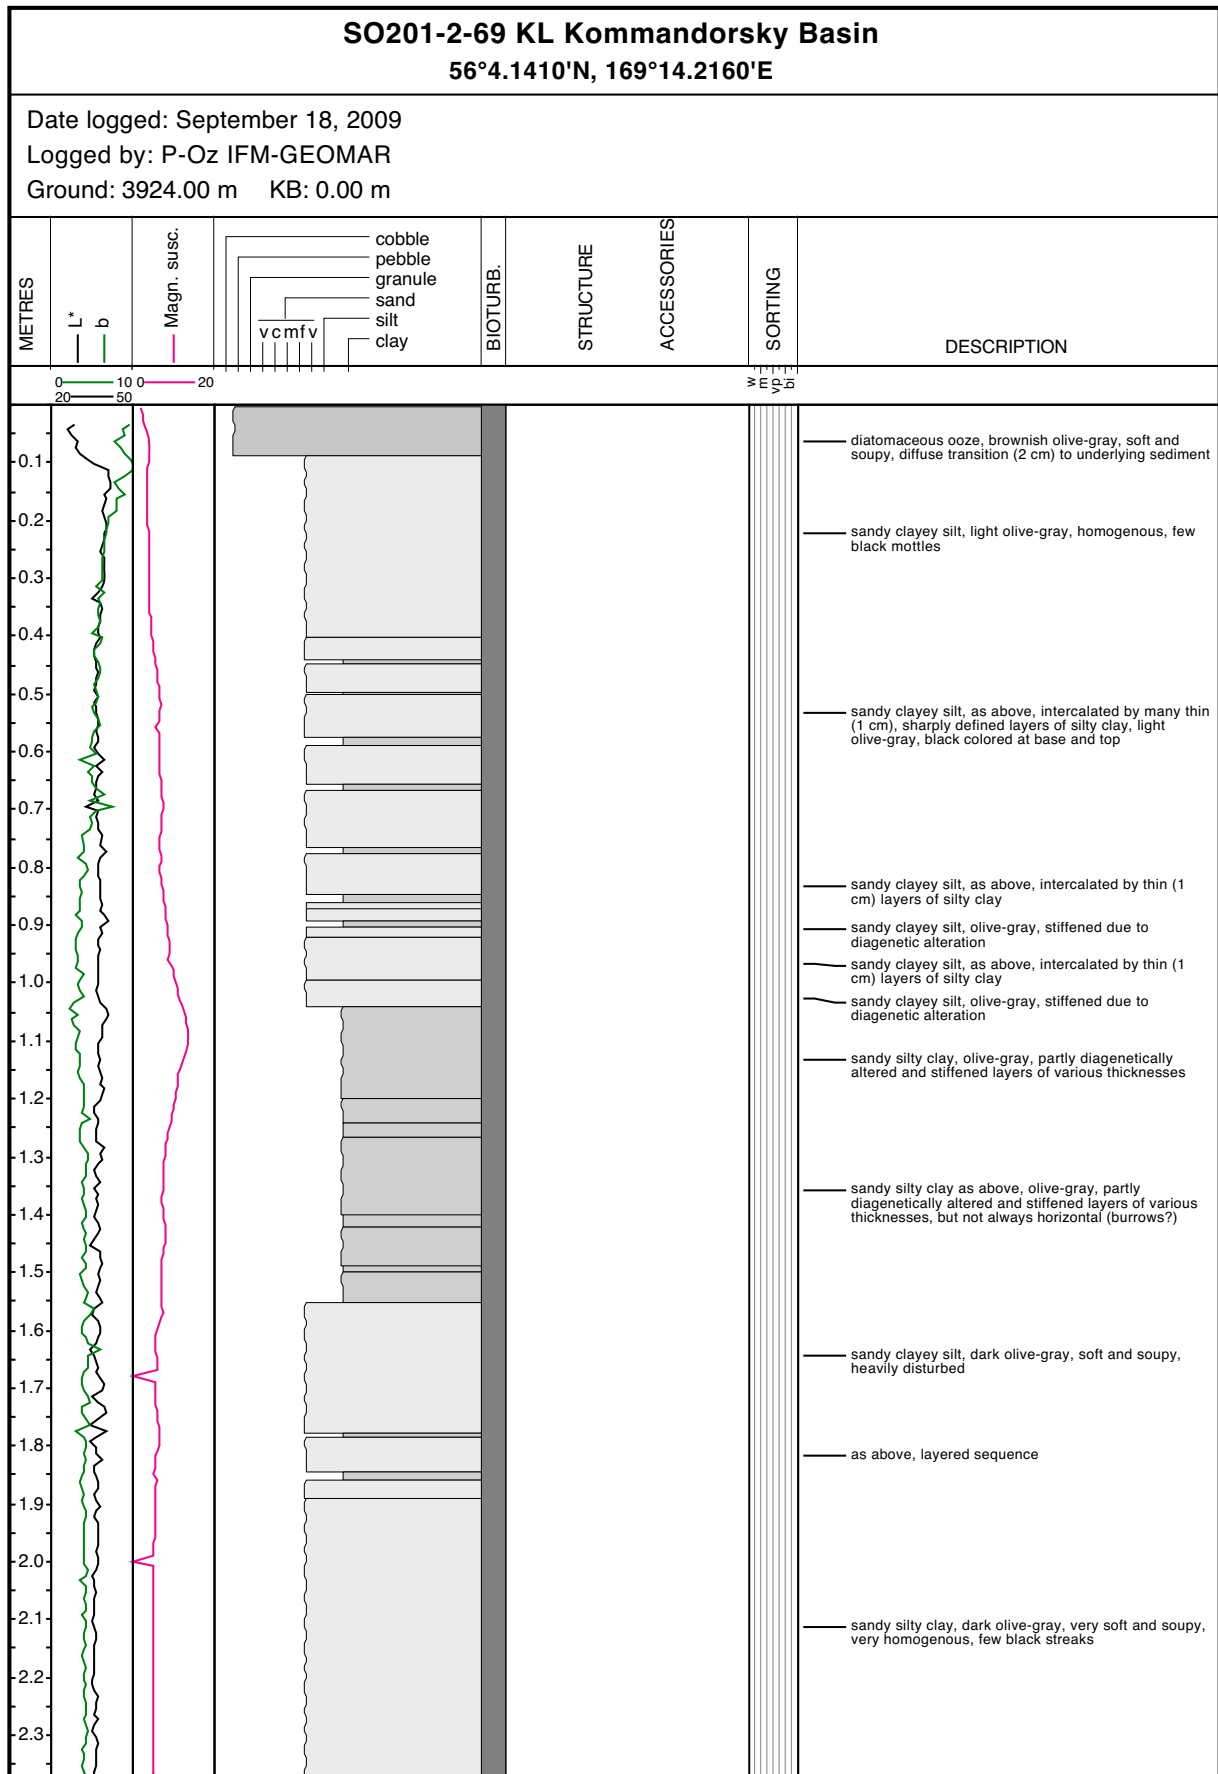 SO201-2-69 KL Kommandorsky Basin
56°4.1410'N, 169°14.2160'E
Date logged: September 18, 2009
Logged by: P-Oz IFM-GEOMAR
Ground: 3924.00 m KB: 0.00 m
METRES
L*
b
Magn. susc.
cobble
pebble
granule
sand
v c m f v
silt
clay
BIOTURB.
STRUCTURE
ACCESSORIES
SORTING
DESCRIPTION
0 10
20 50
0 20
w
m
vp
bi
diatomaceous ooze, brownish olive-gray, soft and
soupy, diffuse transition (2 cm) to underlying sediment
0.1
0.2
sandy clayey silt, light olive-gray, homogenous, few
black mottles
0.3
0.4
0.5
sandy clayey silt, as above, intercalated by many thin
(1 cm), sharply defined layers of silty clay, light
olive-gray, black colored at base and top
0.6
0.7
0.8
sandy clayey silt, as above, intercalated by thin (1
cm) layers of silty clay
0.9
sandy clayey silt, olive-gray, stiffened due to
diagenetic alteration
sandy clayey silt, as above, intercalated by thin (1
cm) layers of silty clay
1.0
sandy clayey silt, olive-gray, stiffened due to
diagenetic alteration
1.1
sandy silty clay, olive-gray, partly diagenetically
altered and stiffened layers of various thicknesses
1.2
1.3
sandy silty clay as above, olive-gray, partly
diagenetically altered and stiffened layers of various
thicknesses, but not always horizontal (burrows?)
1.4
1.5
1.6
sandy clayey silt, dark olive-gray, soft and soupy,
heavily disturbed
1.7
1.8
as above, layered sequence
1.9
2.0
2.1
sandy silty clay, dark olive-gray, very soft and soupy,
very homogenous, few black streaks
2.2
2.3